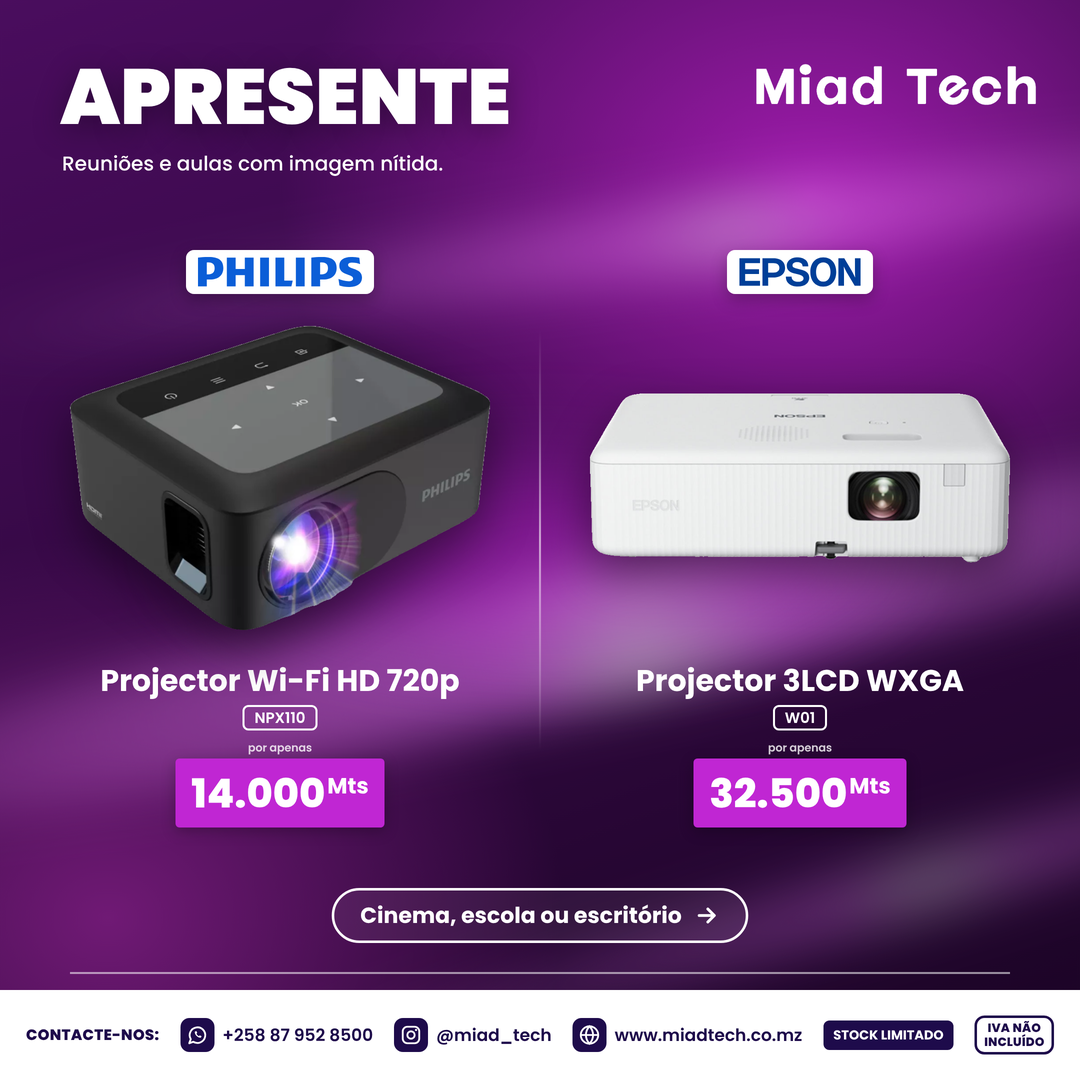 APRESENTE
Miad Tech
Reuniões e aulas com imagem nítida.
PHILIPS
EPSON
OK
PHILIPS
HDMI
EPSON
EPSON
Projector Wi-Fi HD 720p
NPX110
por apenas
14.000Mts
Projector 3LCD WXGA
W01
por apenas
32.500Mts
Cinema, escola ou escritório →
CONTACTE-NOS:
+258 87 952 8500
@miad_tech
www.miadtech.co.mz
STOCK LIMITADO
IVA NÃO
INCLUÍDO